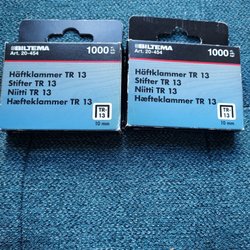 BILTEMA
Art. 20-454
1000
Häftklammer TR 13
Stifter TR 13
Niitti TR 13
Hæfteklammer TR 13
TR
13
10 mm
BILTEMA
Art. 20-454
1000
Häftklammer TR 13
Stifter TR 13
Niitti TR 13
Hæfteklammer TR 13
TR
13
10 mm